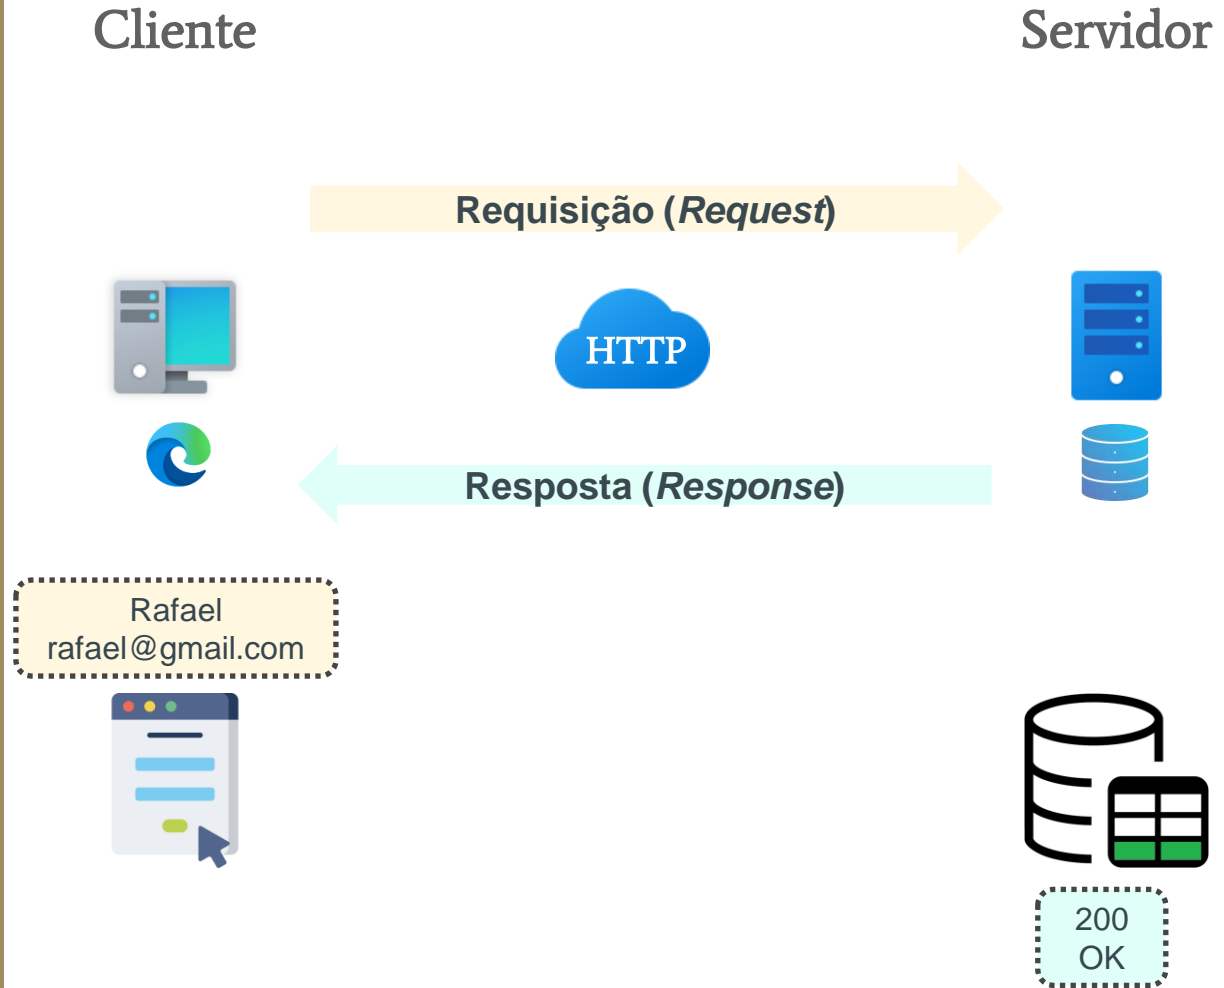 Cliente
Servidor
Requisição (Request)
HTTP
Resposta (Response)
Rafael
rafael@gmail.com
200
OK